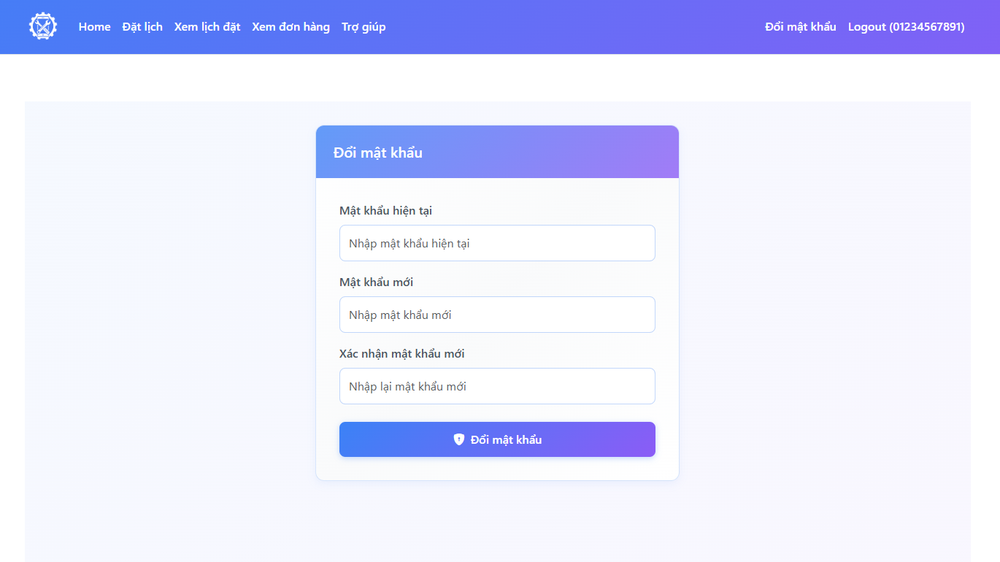 Home Đặt lịch Xem lịch đặt Xem đơn hàng Trợ giúp Đổi mật khẩu Logout (01234567891)
Đổi mật khẩu
Mật khẩu hiện tại
Nhập mật khẩu hiện tại
Mật khẩu mới
Nhập mật khẩu mới
Xác nhận mật khẩu mới
Nhập lại mật khẩu mới
Đổi mật khẩu